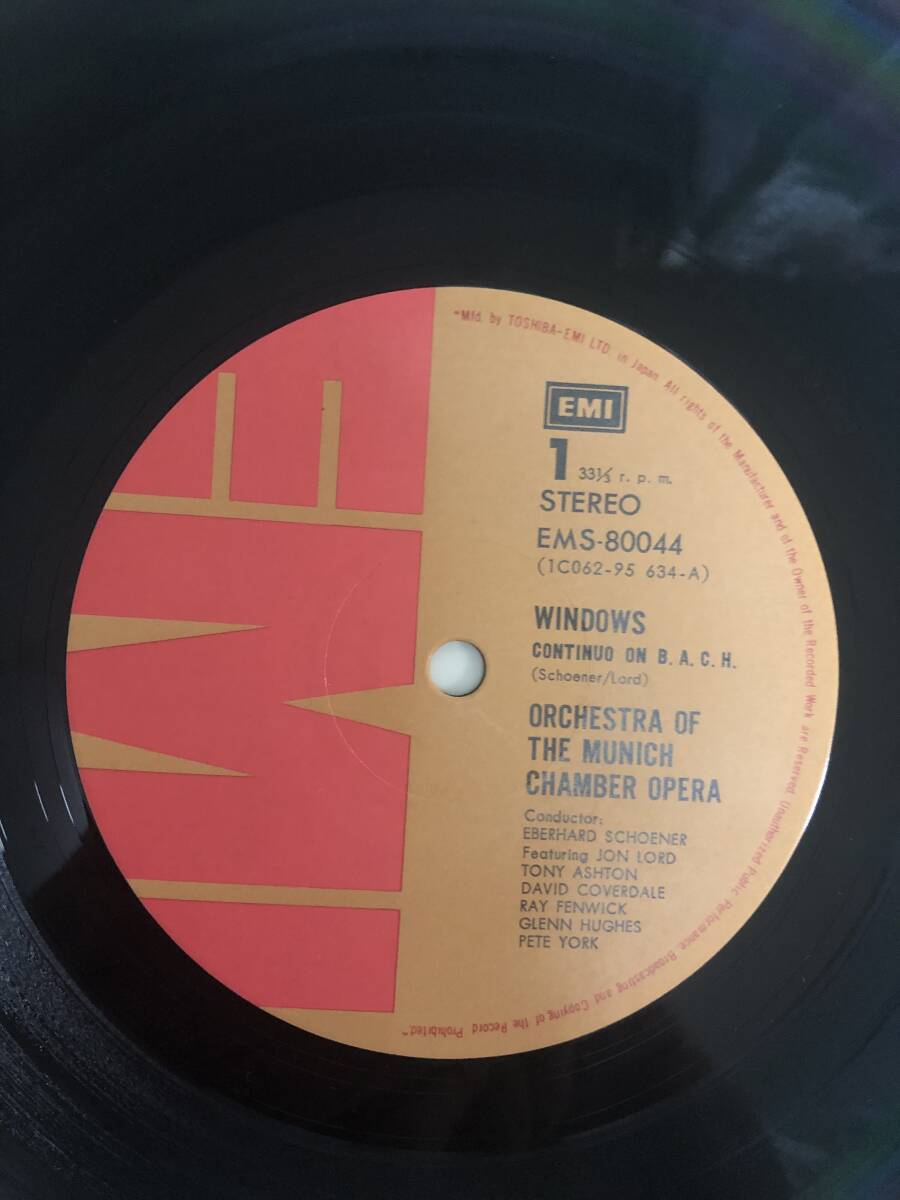 EMI
"Mfd. by TOSHIBA-EMI LTD. in Japan. All rights of the Manufacturer and of the Owner of the Recorded Work are Reserved Unauthorized Public Performance Broadcasting and Copying of the Record Prohibited"
EMI
1 33⅓ r. p. m.
STEREO
EMS-80044
(1C062-95 634-A)
WINDOWS
CONTINUO ON B. A. C. H.
(Schoener/Lord)
ORCHESTRA OF
THE MUNICH
CHAMBER OPERA
Conductor:
EBERHARD SCHOENER
Featuring JON LORD
TONY ASHTON
DAVID COVERDALE
RAY FENWICK
GLENN HUGHES
PETE YORK